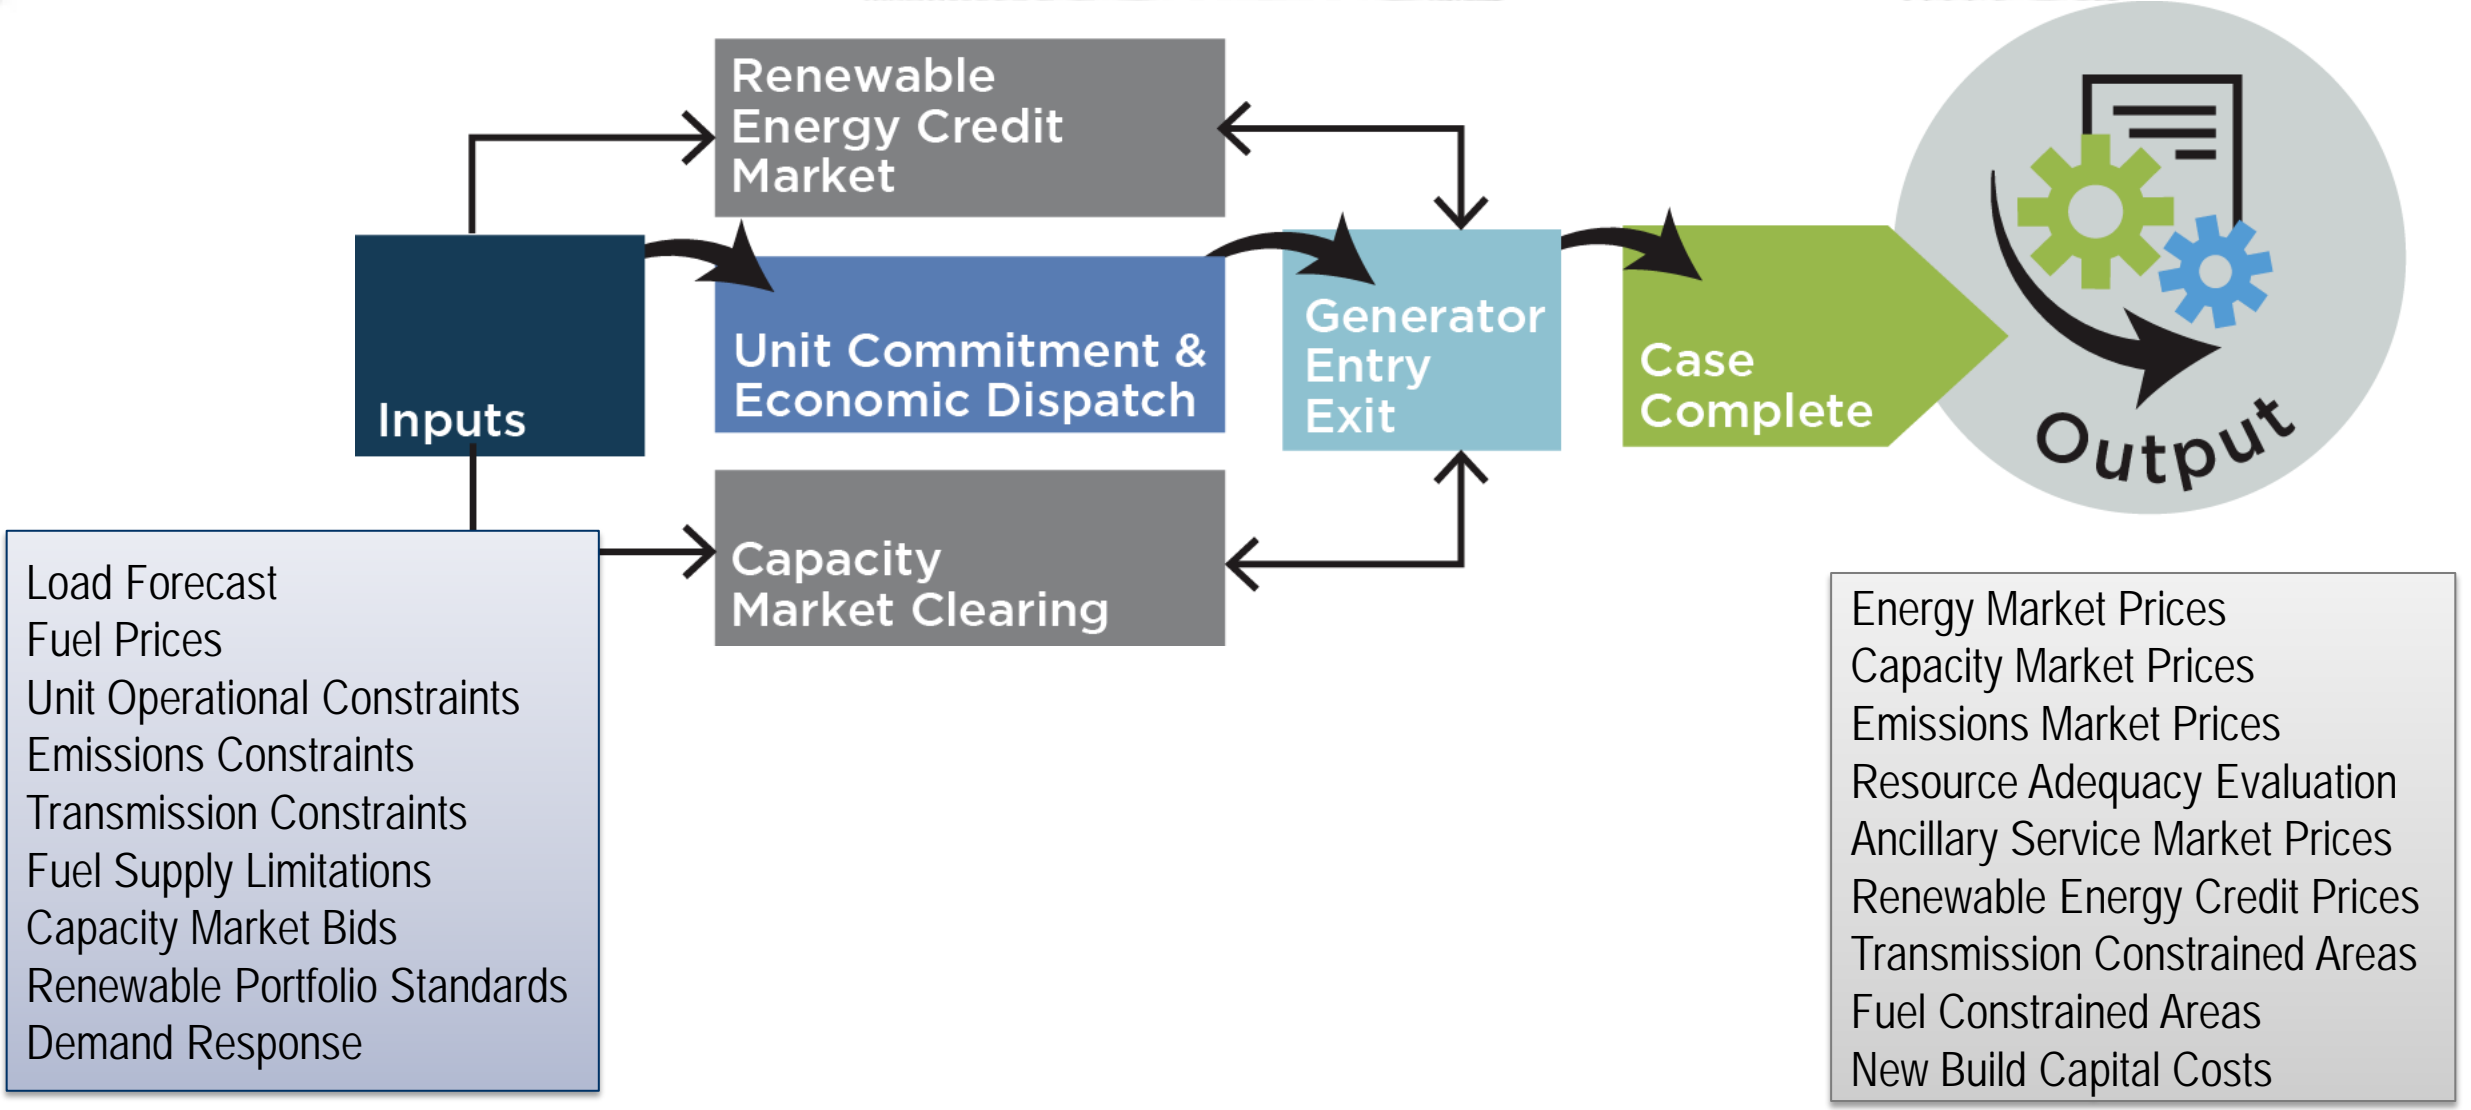 Renewable
Energy Credit
Market
Inputs
Unit Commitment &
Economic Dispatch
Generator
Entry
Exit
Case
Complete
Output
Capacity
Market Clearing
Load Forecast
Fuel Prices
Unit Operational Constraints
Emissions Constraints
Transmission Constraints
Fuel Supply Limitations
Capacity Market Bids
Renewable Portfolio Standards
Demand Response
Energy Market Prices
Capacity Market Prices
Emissions Market Prices
Resource Adequacy Evaluation
Ancillary Service Market Prices
Renewable Energy Credit Prices
Transmission Constrained Areas
Fuel Constrained Areas
New Build Capital Costs